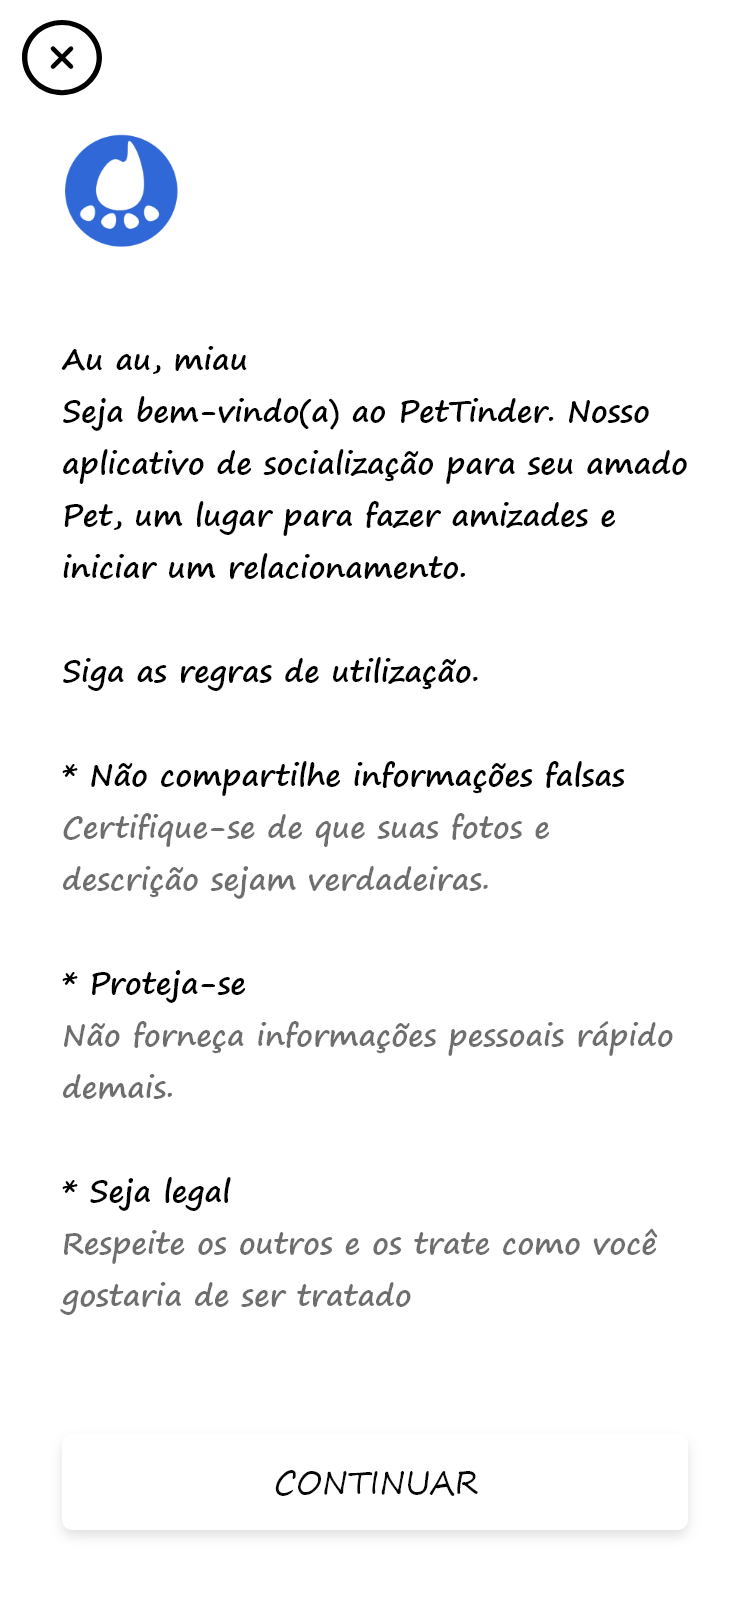 Au au, miau
Seja bem-vindo(a) ao PetTinder. Nosso
aplicativo de socialização para seu amado
Pet, um lugar para fazer amizades e
iniciar um relacionamento.
Siga as regras de utilização.
* Não compartilhe informações falsas
Certifique-se de que suas fotos e
descrição sejam verdadeiras.
* Proteja-se
Não forneça informações pessoais rápido
demais.
* Seja legal
Respeite os outros e os trate como você
gostaria de ser tratado
CONTINUAR